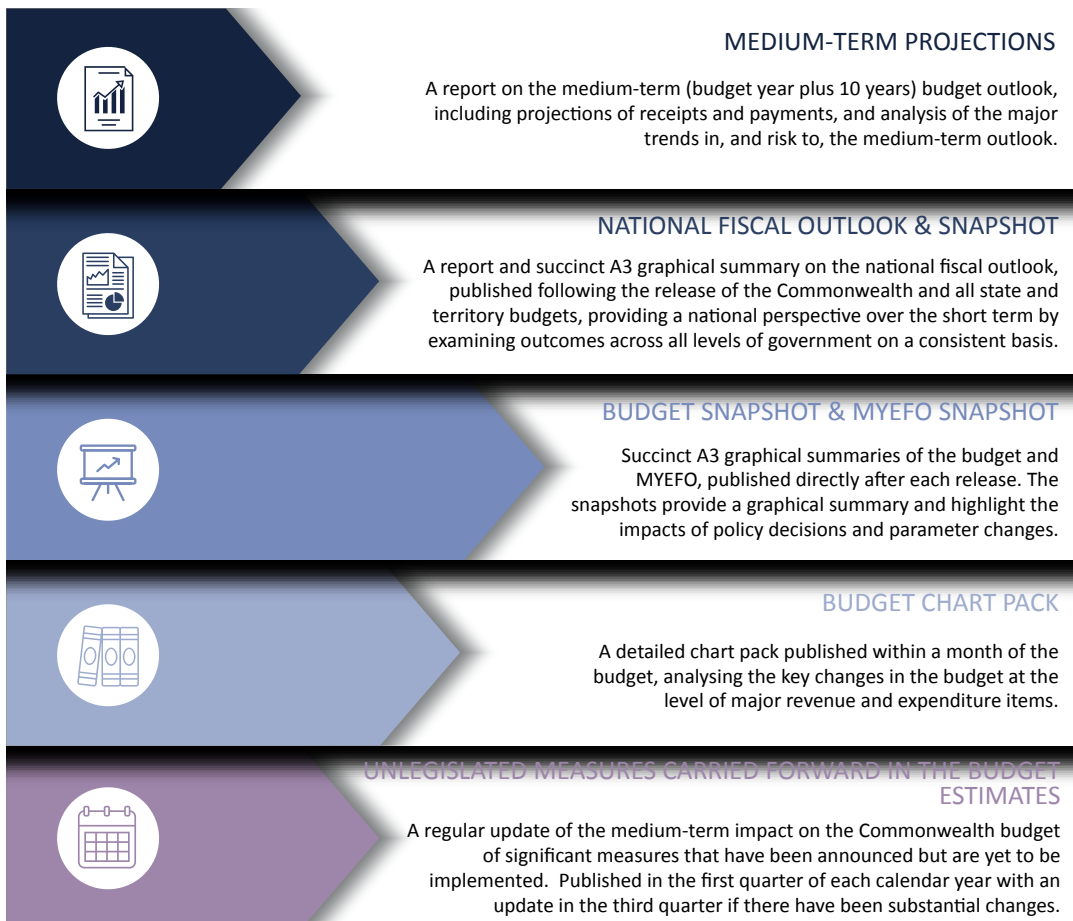 MEDIUM-TERM PROJECTIONS
A report on the medium-term (budget year plus 10 years) budget outlook,
including projections of receipts and payments, and analysis of the major
trends in, and risk to, the medium-term outlook.
NATIONAL FISCAL OUTLOOK & SNAPSHOT
A report and succinct A3 graphical summary on the national fiscal outlook,
published following the release of the Commonwealth and all state and
territory budgets, providing a national perspective over the short term by
examining outcomes across all levels of government on a consistent basis.
BUDGET SNAPSHOT & MYEFO SNAPSHOT
Succinct A3 graphical summaries of the budget and
MYEFO, published directly after each release. The
snapshots provide a graphical summary and highlight the
impacts of policy decisions and parameter changes.
BUDGET CHART PACK
A detailed chart pack published within a month of the
budget, analysing the key changes in the budget at the
level of major revenue and expenditure items.
UNLEGISLATED MEASURES CARRIED FORWARD IN THE BUDGET
ESTIMATES
A regular update of the medium-term impact on the Commonwealth budget
of significant measures that have been announced but are yet to be
implemented.  Published in the first quarter of each calendar year with an
update in the third quarter if there have been substantial changes.